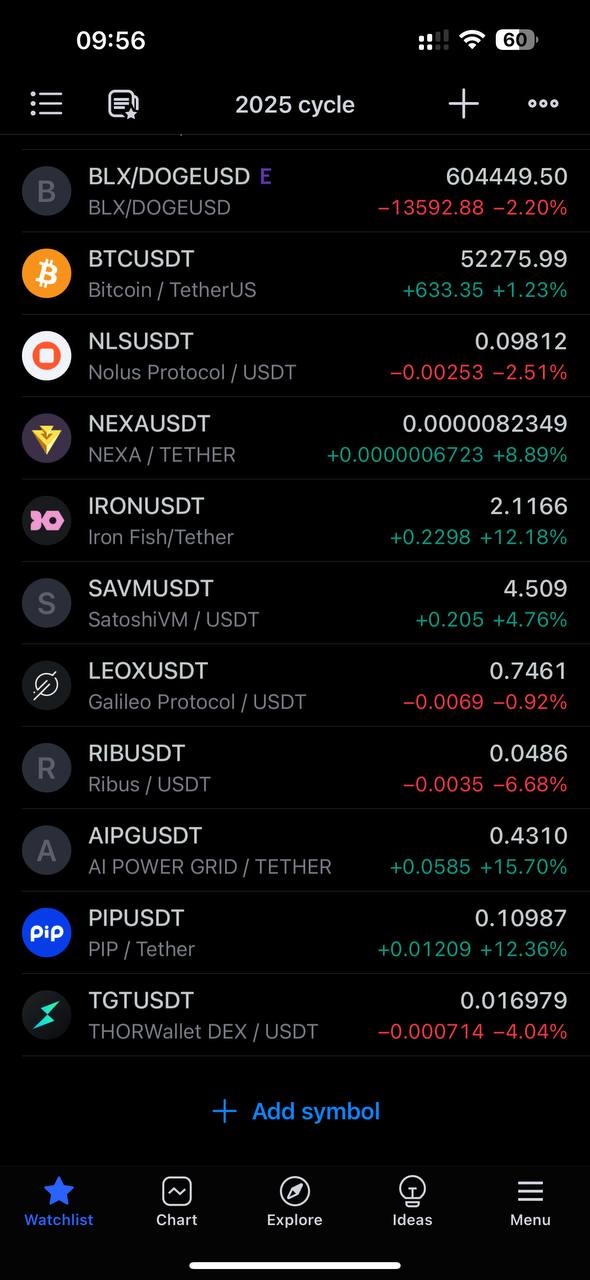 09:56
60
2025 cycle
B
BLX/DOGEUSD E
604449.50
BLX/DOGEUSD
−13592.88 −2.20%
BTCUSDT
52275.99
Bitcoin / TetherUS
+633.35 +1.23%
NLSUSDT
0.09812
Nolus Protocol / USDT
−0.00253 −2.51%
NEXAUSDT
0.0000082349
NEXA / TETHER
+0.0000006723 +8.89%
IRONUSDT
2.1166
Iron Fish/Tether
+0.2298 +12.18%
S
SAVMUSDT
4.509
SatoshiVM / USDT
+0.205 +4.76%
LEOXUSDT
0.7461
Galileo Protocol / USDT
−0.0069 −0.92%
R
RIBUSDT
0.0486
Ribus / USDT
−0.0035 −6.68%
A
AIPGUSDT
0.4310
AI POWER GRID / TETHER
+0.0585 +15.70%
pip
PIPUSDT
0.10987
PIP / Tether
+0.01209 +12.36%
TGTUSDT
0.016979
THORWallet DEX / USDT
−0.000714 −4.04%
+ Add symbol
Watchlist
Chart
Explore
Ideas
Menu